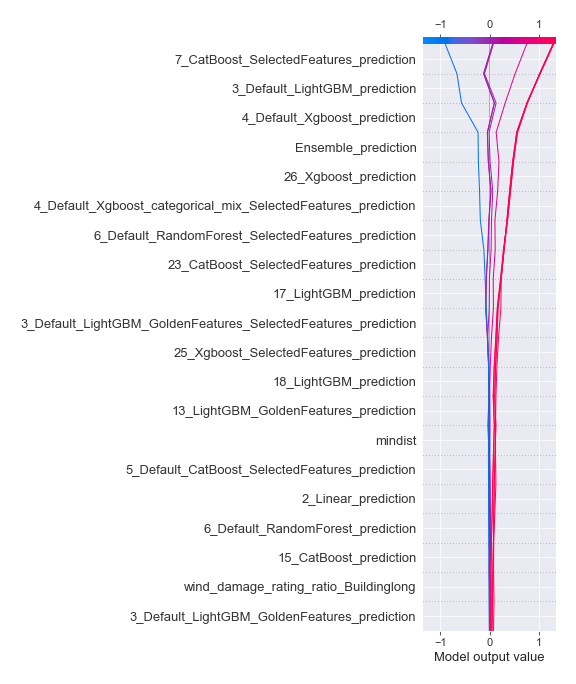 −1 0 1
7_CatBoost_SelectedFeatures_prediction
3_Default_LightGBM_prediction
4_Default_Xgboost_prediction
Ensemble_prediction
26_Xgboost_prediction
4_Default_Xgboost_categorical_mix_SelectedFeatures_prediction
6_Default_RandomForest_SelectedFeatures_prediction
23_CatBoost_SelectedFeatures_prediction
17_LightGBM_prediction
3_Default_LightGBM_GoldenFeatures_SelectedFeatures_prediction
25_Xgboost_SelectedFeatures_prediction
18_LightGBM_prediction
13_LightGBM_GoldenFeatures_prediction
mindist
5_Default_CatBoost_SelectedFeatures_prediction
2_Linear_prediction
6_Default_RandomForest_prediction
15_CatBoost_prediction
wind_damage_rating_ratio_Buildinglong
3_Default_LightGBM_GoldenFeatures_prediction
−1 0 1
Model output value